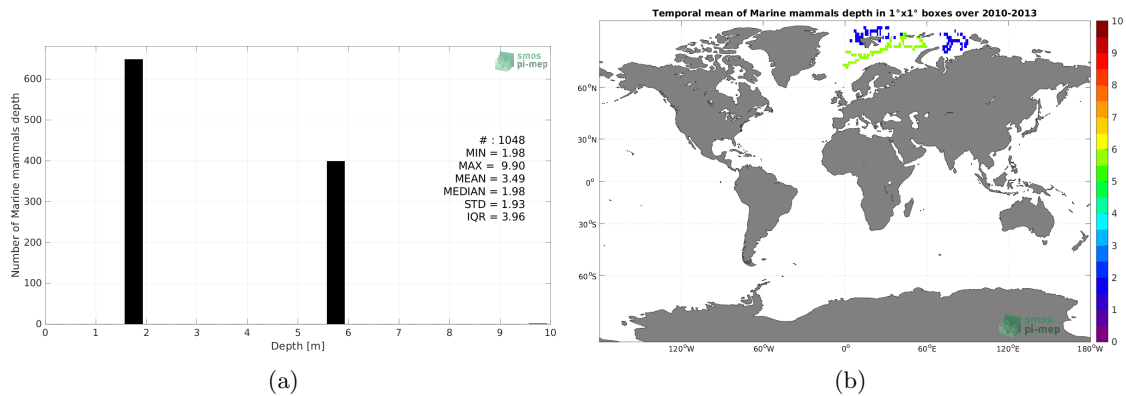 smos
pi-mep
Number of Marine mammals depth
600
500
400
300
200
100
0
# : 1048
MIN = 1.98
MAX = 9.90
MEAN = 3.49
MEDIAN = 1.98
STD = 1.93
IQR = 3.96
0 1 2 3 4 5 6 7 8 9 10
Depth [m]
(a)
Temporal mean of Marine mammals depth in 1°x1° boxes over 2010-2013
60°N
30°N
0°
30°S
60°S
120°W 60°W 0° 60°E 120°E 180°W
smos
pi-mep
10
9
8
7
6
5
4
3
2
1
0
(b)